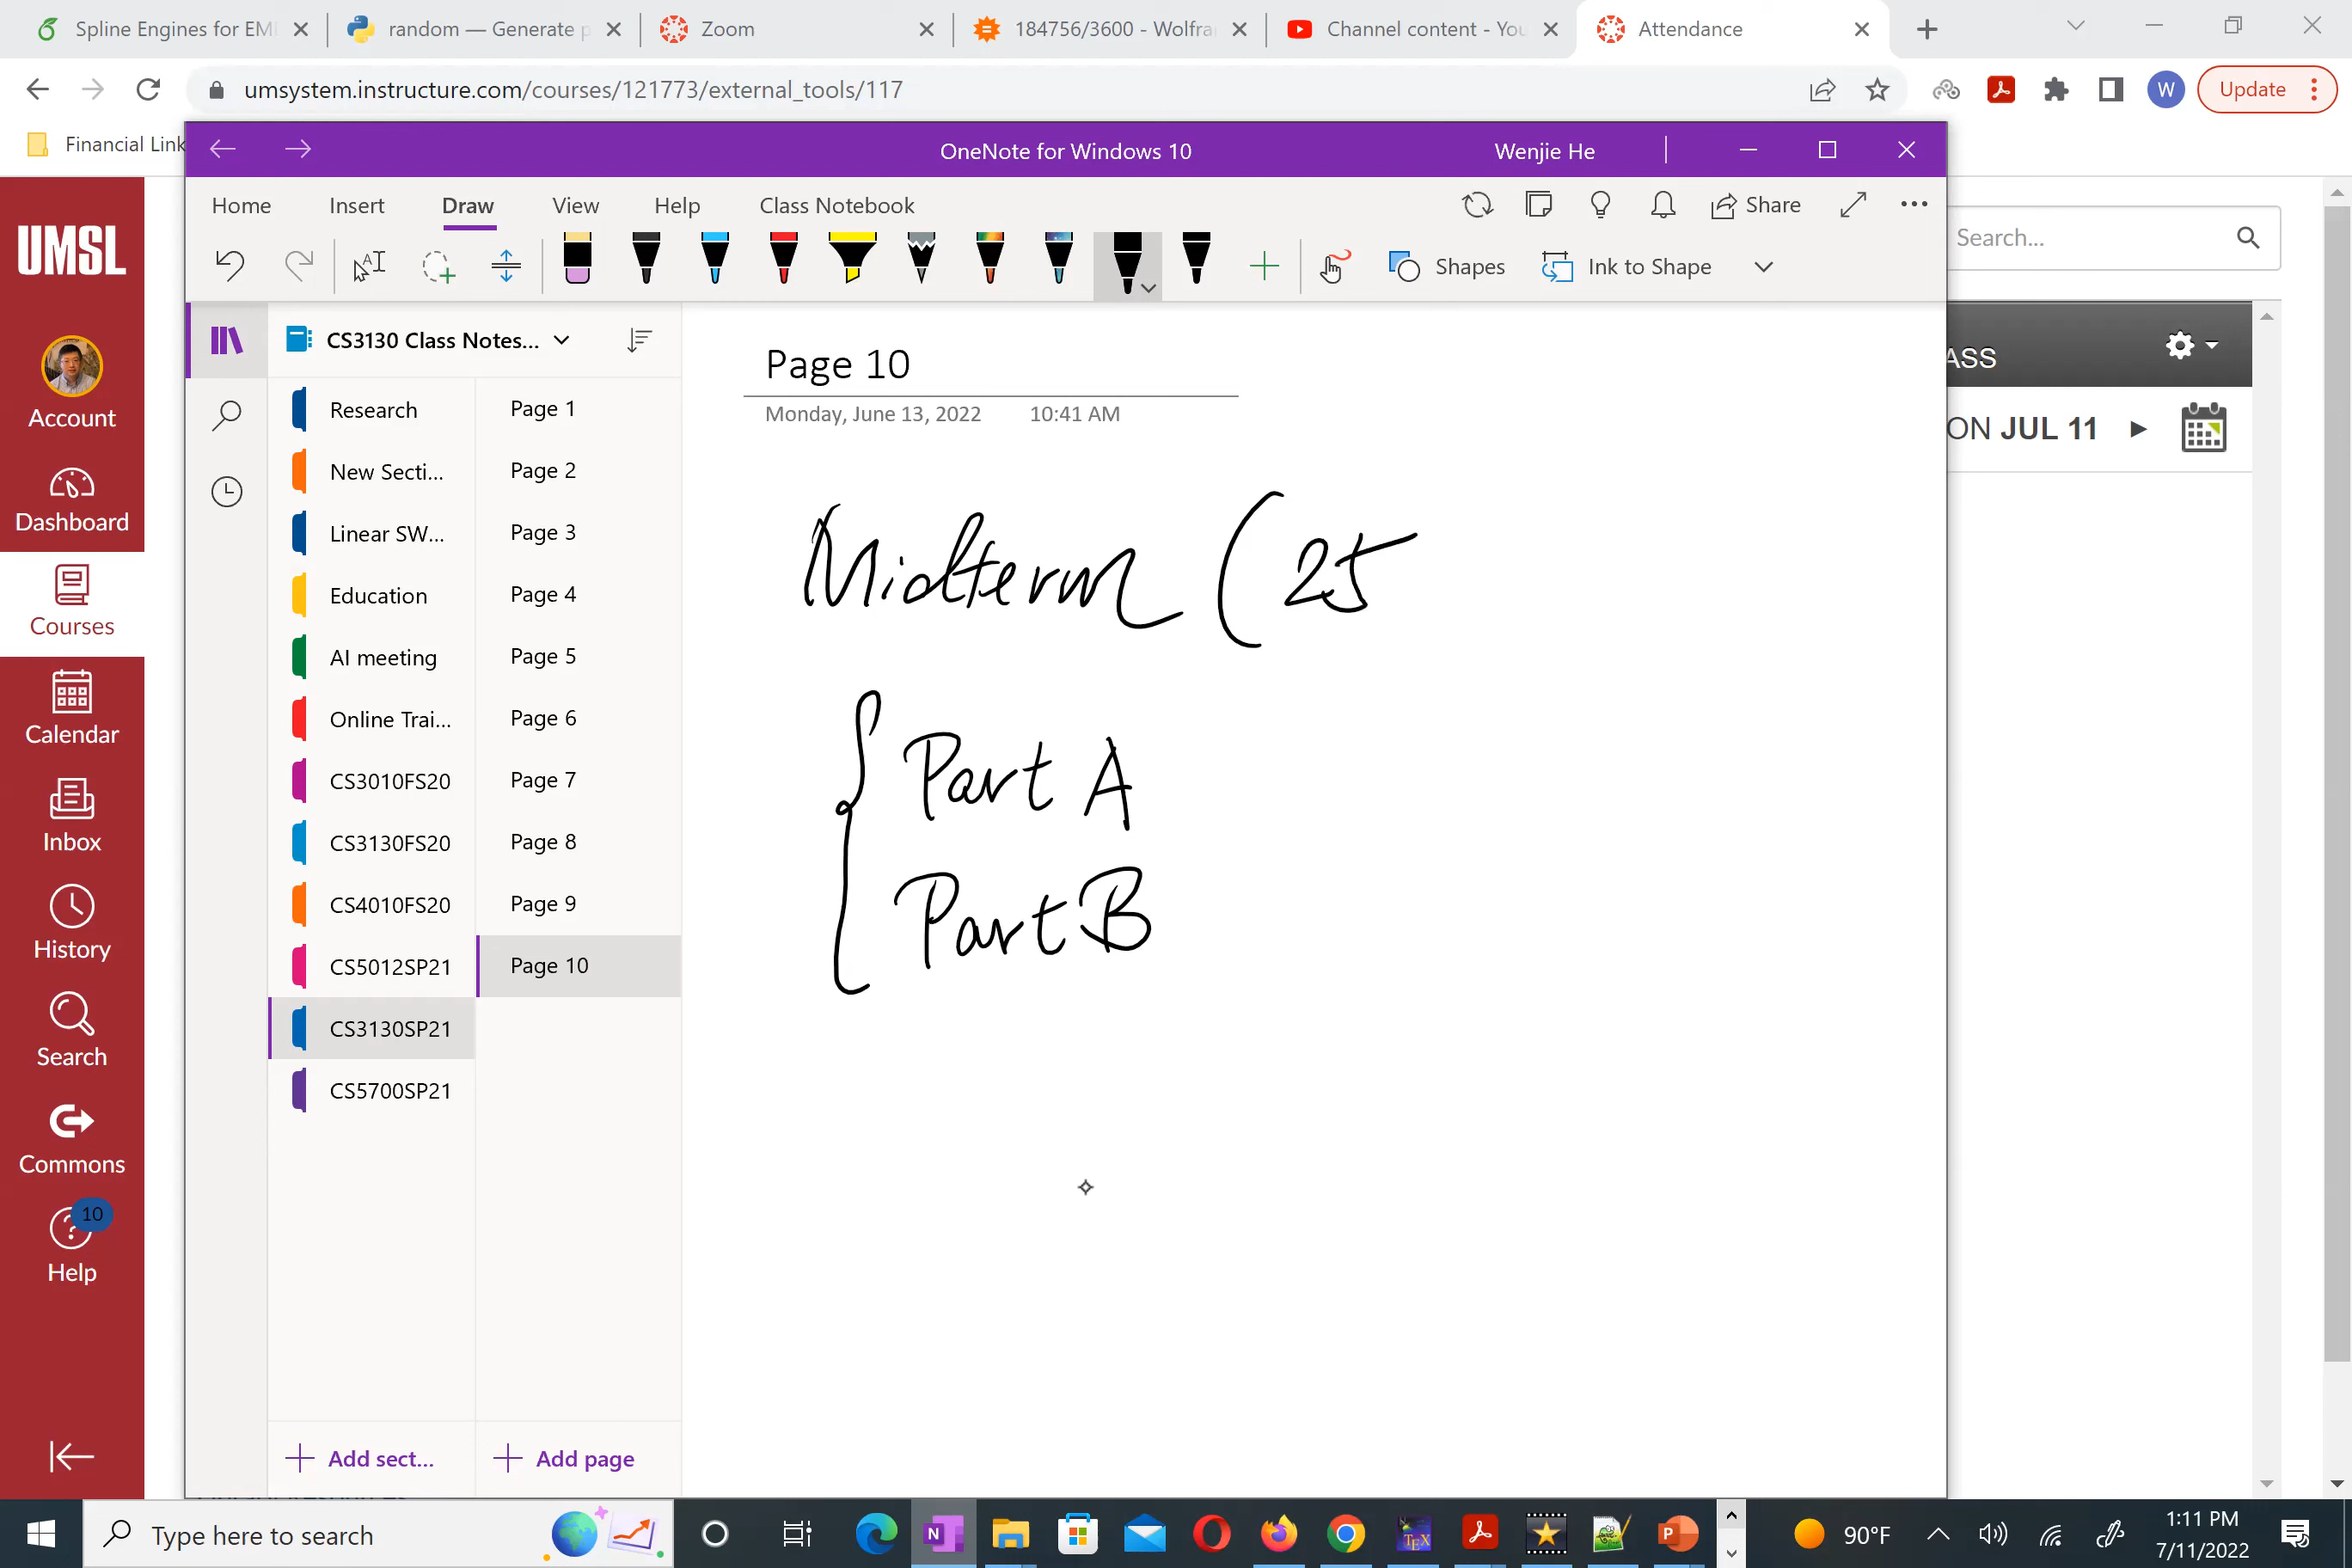 Spline Engines for EMI
random — Generate p
Zoom
184756/3600 - Wolfra
Channel content - You
Attendance
umsystem.instructure.com/courses/121773/external_tools/117
W
Update
Financial Link
OneNote for Windows 10
Wenjie He
Home
Insert
Draw
View
Help
Class Notebook
Share
Shapes
Ink to Shape
Search...
UMSL
Account
Dashboard
Courses
Calendar
Inbox
History
Search
Commons
10
Help
CS3130 Class Notes...
Research
New Secti...
Linear SW...
Education
AI meeting
Online Trai...
CS3010FS20
CS3130FS20
CS4010FS20
CS5012SP21
CS3130SP21
CS5700SP21
Add sect...
Page 1
Page 2
Page 3
Page 4
Page 5
Page 6
Page 7
Page 8
Page 9
Page 10
Add page
Page 10
Monday, June 13, 2022 10:41 AM
Midterm (25
{ Part A
Part B
ASS
ON JUL 11
Type here to search
90°F
1:11 PM
7/11/2022